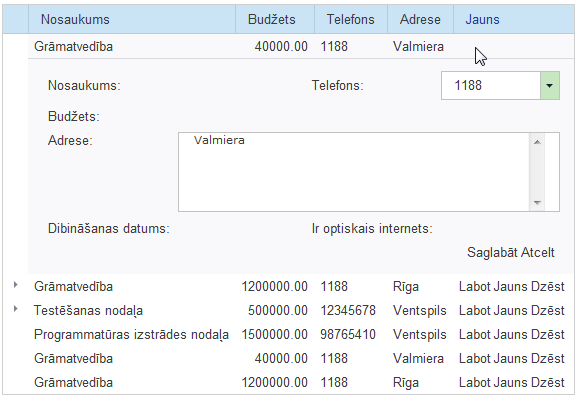 Nosaukums Budžets Telefons Adrese Jauns
Grāmatvedība 40000.00 1188 Valmiera
Nosaukums: Telefons: 1188
Budžets:
Adrese: Valmiera
Dibināšanas datums: Ir optiskais internets:
Saglabāt Atcelt
Grāmatvedība 1200000.00 1188 Rīga Labot Jauns Dzēst
Testēšanas nodaļa 500000.00 12345678 Ventspils Labot Jauns Dzēst
Programmatūras izstrādes nodaļa 1500000.00 98765410 Ventspils Labot Jauns Dzēst
Grāmatvedība 40000.00 1188 Valmiera Labot Jauns Dzēst
Grāmatvedība 1200000.00 1188 Rīga Labot Jauns Dzēst